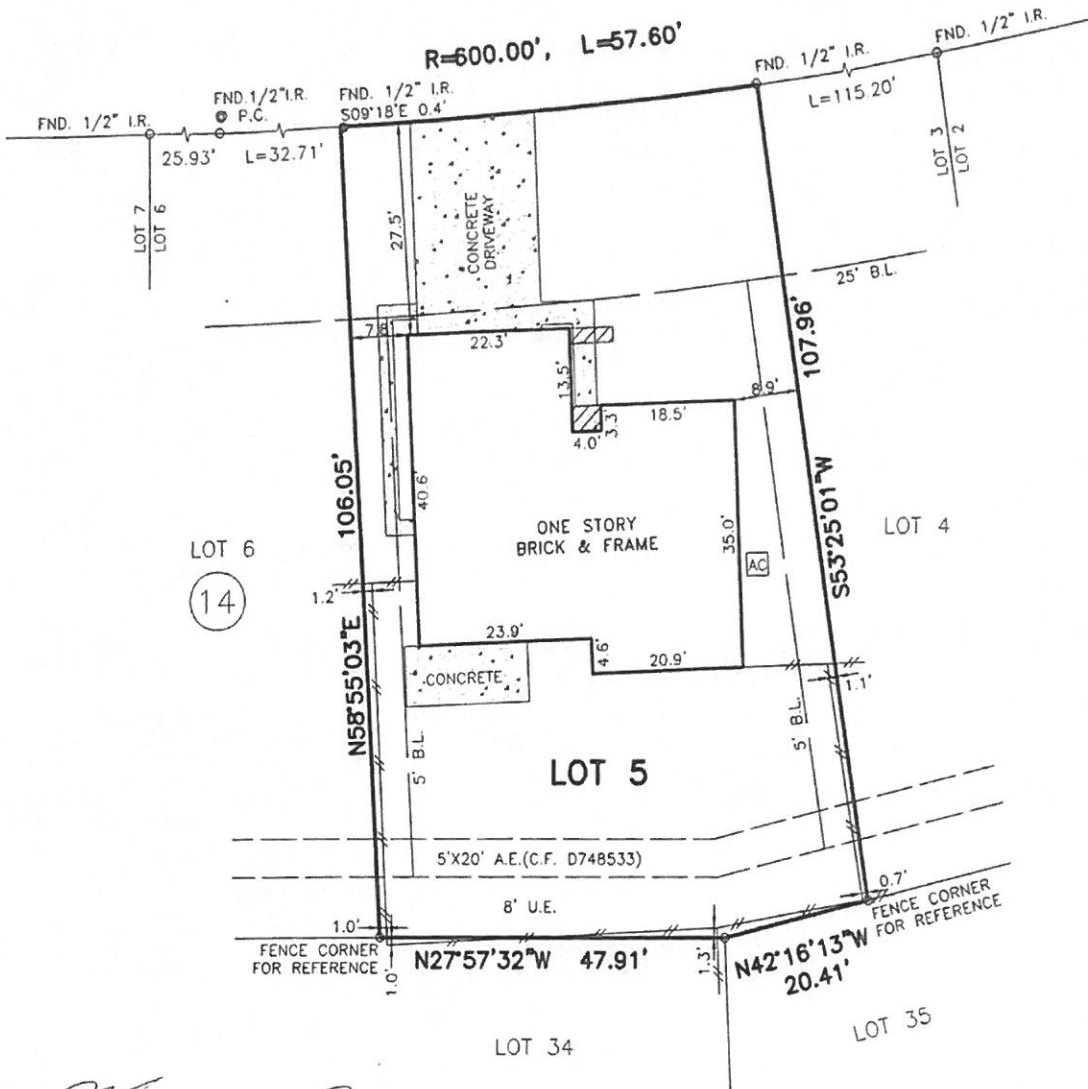 R=600.00', L=57.60'
FND. 1/2" I.R.
FND. 1/2" I.R.
L=115.20'
FND. 1/2" I.R.
S09°18'E 0.4'
FND.1/2"I.R.
P.C.
FND. 1/2" I.R.
25.93'
L=32.71'
LOT 3
LOT 2
LOT 7
LOT 6
27.5'
CONCRETE
DRIVEWAY
25' B.L.
7.8'
22.3'
107.96'
13.5'
8.9'
18.5'
3.3'
4.0'
106.05'
40.6'
ONE STORY
BRICK & FRAME
35.0'
S53°25'01"W
LOT 4
LOT 6
14
AC
1.2'
N58°55'03"E
23.9'
4.6'
20.9'
CONCRETE
1.1'
5' B.L.
5' B.L.
LOT 5
5'X20' A.E.(C.F. D748533)
8' U.E.
0.7'
FENCE CORNER
FOR REFERENCE
1.0'
FENCE CORNER
FOR REFERENCE
1.0'
N27°57'32"W 47.91'
1.3'
N42°16'13"W
20.41'
LOT 34
LOT 35